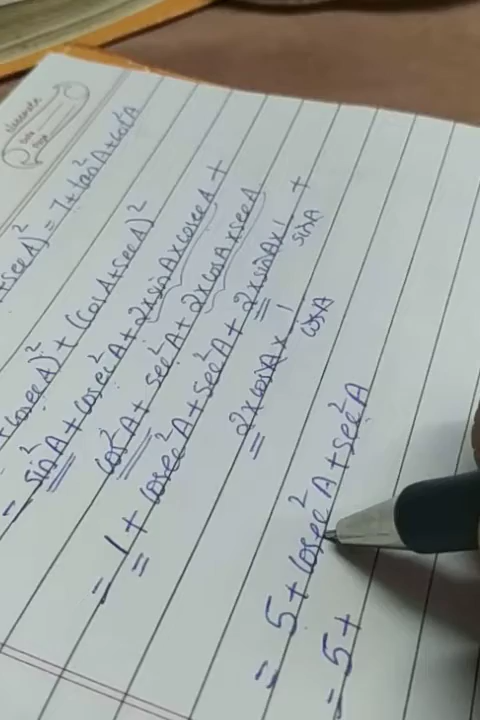 +secA)² = 7+tan²A+cot²A
+cosecA)² + (cosA+secA)²
= sin²A + cosec²A + 2×sinA×cosecA +
cos²A + sec²A + 2×cosA×secA
= 1 + cosec²A + sec²A + 2×sinA×1/sinA +
2×cosA×1/cosA
= 5 + cosec²A + sec²A
= 5 +